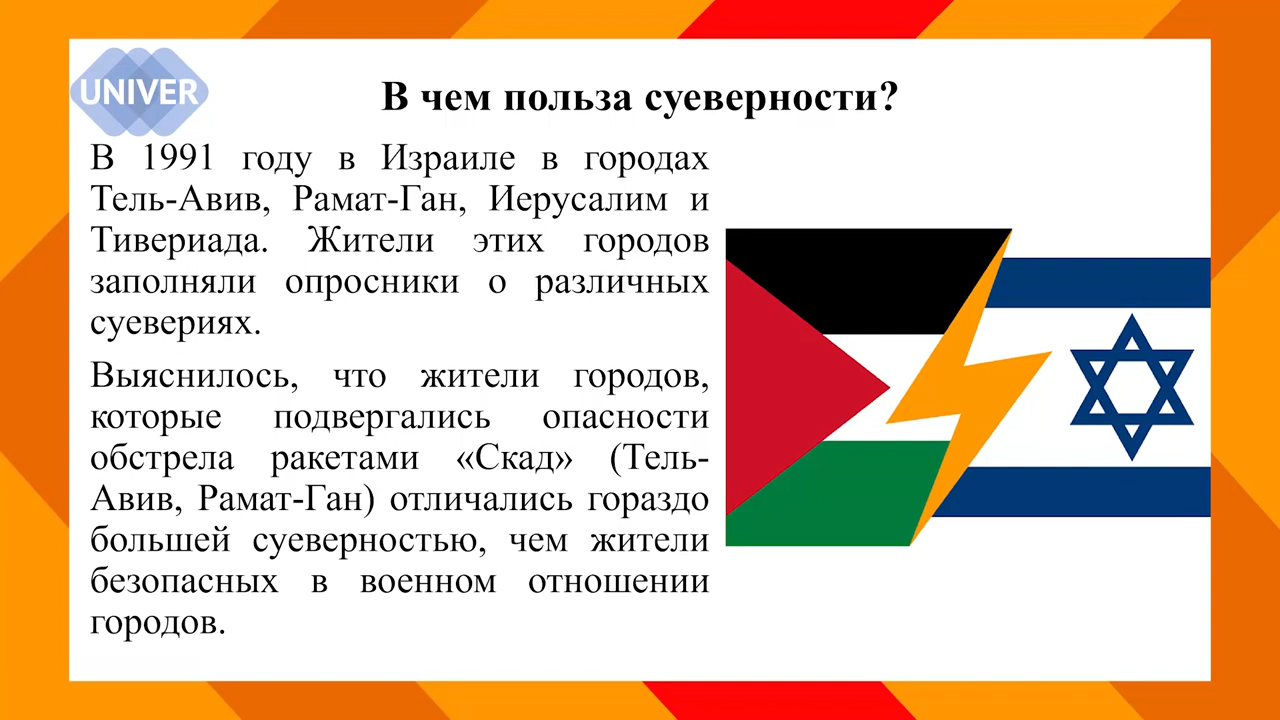 UNIVER
В чем польза суеверности?
В 1991 году в Израиле в городах
Тель-Авив, Рамат-Ган, Иерусалим и
Тивериада. Жители этих городов
заполняли опросники о различных
суевериях.
Выяснилось, что жители городов,
которые подвергались опасности
обстрела ракетами «Скад» (Тель-
Авив, Рамат-Ган) отличались гораздо
большей суеверностью, чем жители
безопасных в военном отношении
городов.